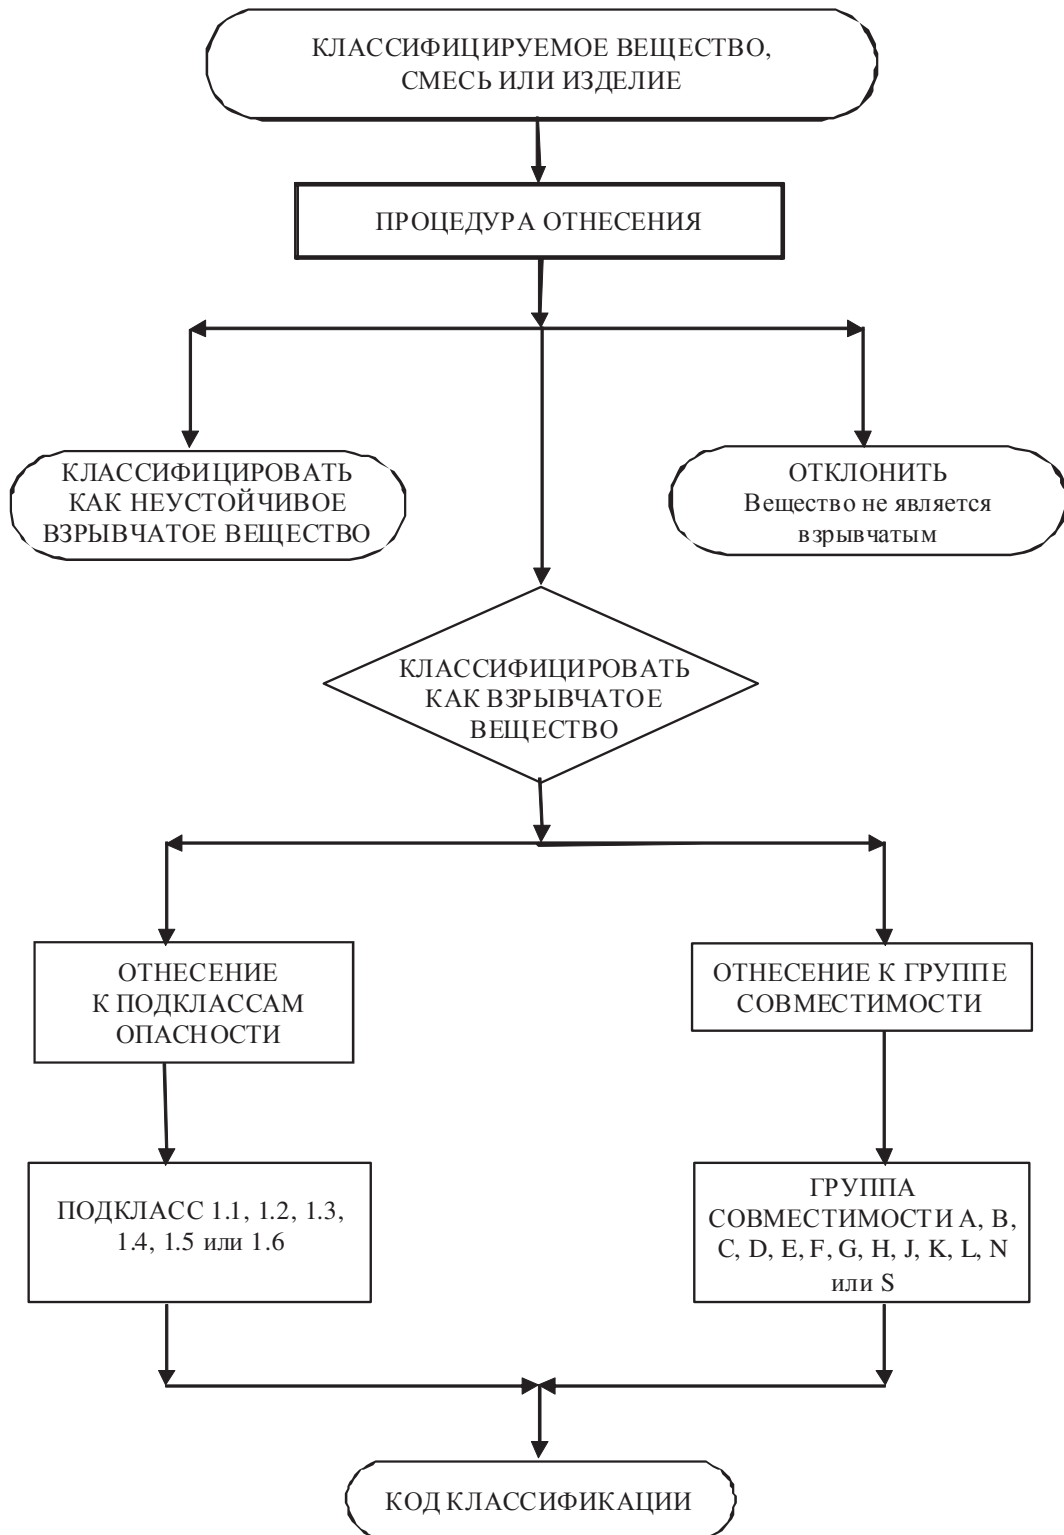 КЛАССИФИЦИРУЕМОЕ ВЕЩЕСТВО,
СМЕСЬ ИЛИ ИЗДЕЛИЕ
ПРОЦЕДУРА ОТНЕСЕНИЯ
КЛАССИФИЦИРОВАТЬ
КАК НЕУСТОЙЧИВОЕ
ВЗРЫВЧАТОЕ ВЕЩЕСТВО
ОТКЛОНИТЬ
Вещество не является
взрывчатым
КЛАССИФИЦИРОВАТЬ
КАК ВЗРЫВЧАТОЕ
ВЕЩЕСТВО
ОТНЕСЕНИЕ
К ПОДКЛАССАМ
ОПАСНОСТИ
ОТНЕСЕНИЕ К ГРУППЕ
СОВМЕСТИМОСТИ
ПОДКЛАСС 1.1, 1.2, 1.3,
1.4, 1.5 или 1.6
ГРУППА
СОВМЕСТИМОСТИ A, B,
C, D, E, F, G, H, J, K, L, N
или S
КОД КЛАССИФИКАЦИИ